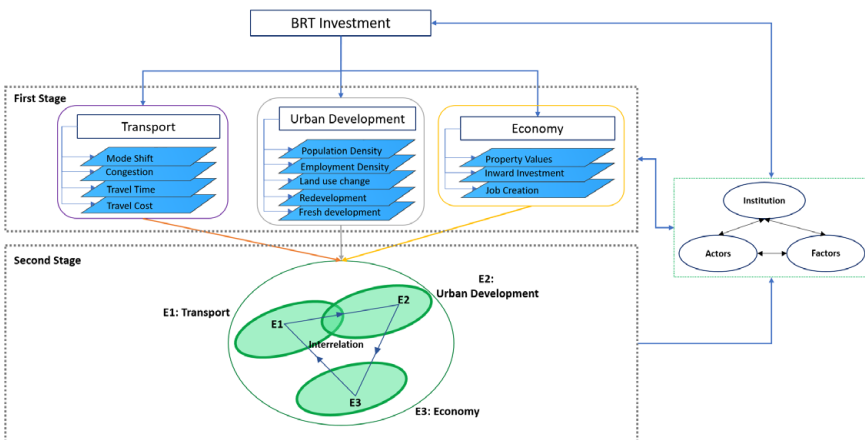 BRT Investment
First Stage
Transport
Mode Shift
Congestion
Travel Time
Travel Cost
Urban Development
Population Density
Employment Density
Land use change
Redevelopment
Fresh development
Economy
Property Values
Inward Investment
Job Creation
Institution
Actors
Factors
Second Stage
E1: Transport
E2:
Urban Development
E1
E2
Interrelation
E3
E3: Economy